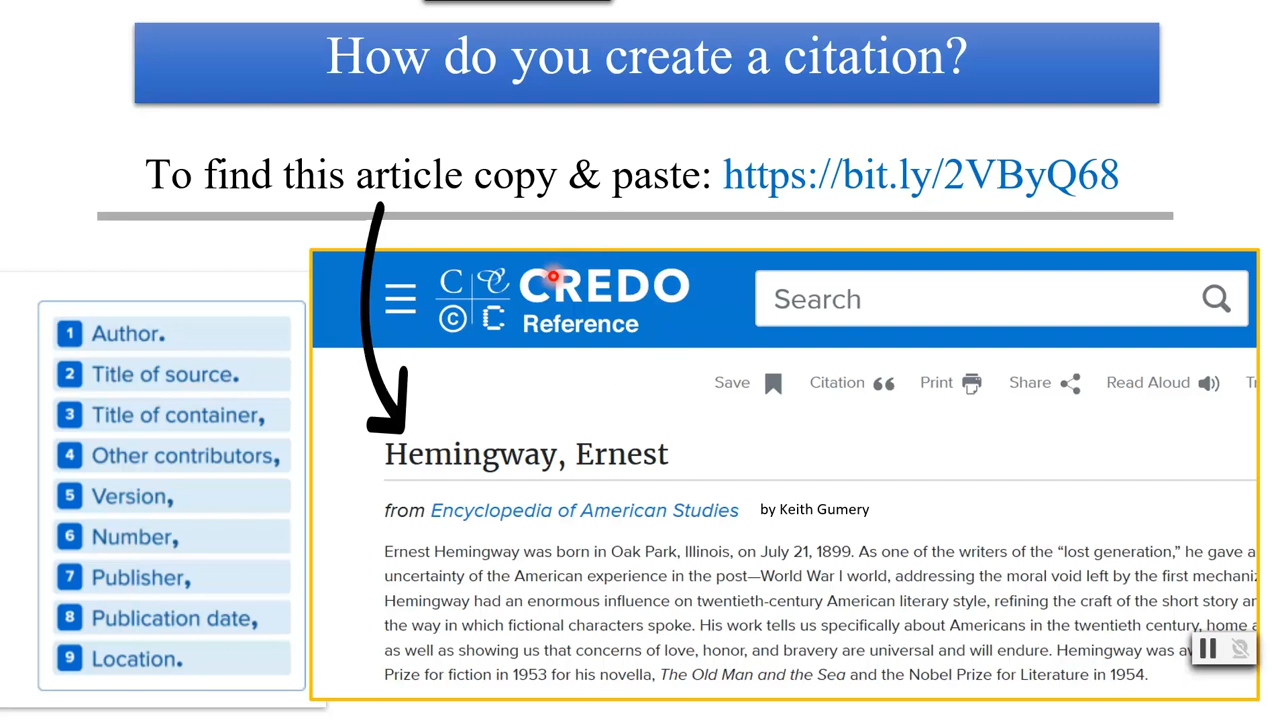 How do you create a citation?
To find this article copy & paste: https://bit.ly/2VByQ68
1 Author.
2 Title of source.
3 Title of container,
4 Other contributors,
5 Version,
6 Number,
7 Publisher,
8 Publication date,
9 Location.
C C CREDO
© C Reference
Search
Save Citation Print Share Read Aloud
Hemingway, Ernest
from Encyclopedia of American Studies by Keith Gumery
Ernest Hemingway was born in Oak Park, Illinois, on July 21, 1899. As one of the writers of the “lost generation,” he gave a
uncertainty of the American experience in the post—World War I world, addressing the moral void left by the first
Hemingway had an enormous influence on twentieth-century American literary style, refining the craft of the short story
the way in which fictional characters spoke. His work tells us specifically about Americans in the twentieth century, home
as well as showing us that concerns of love, honor, and bravery are universal and will endure. Hemingway was
Prize for fiction in 1953 for his novella, The Old Man and the Sea and the Nobel Prize for Literature in 1954.